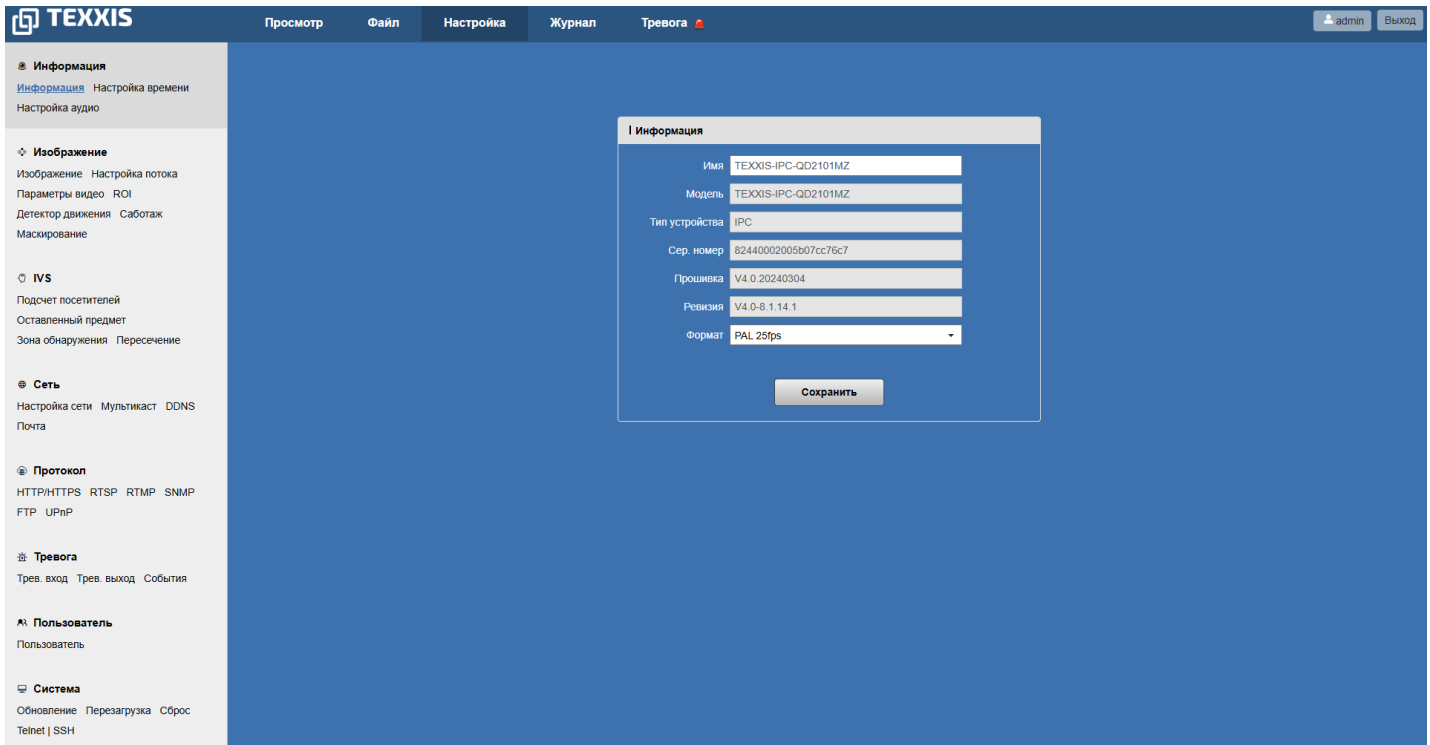 TEXXIS
Просмотр Файл Настройка Журнал Тревога
admin Выход
Информация
Информация Настройка времени
Настройка аудио
Изображение
Изображение Настройка потока
Параметры видео ROI
Детектор движения Саботаж
Маскирование
IVS
Подсчет посетителей
Оставленный предмет
Зона обнаружения Пересечение
Сеть
Настройка сети Мультикаст DDNS
Почта
Протокол
HTTP/HTTPS RTSP RTMP SNMP
FTP UPnP
Тревога
Трев. вход Трев. выход События
Пользователь
Пользователь
Система
Обновление Перезагрузка Сброс
Telnet | SSH
Информация
Имя TEXXIS-IPC-QD2101MZ
Модель TEXXIS-IPC-QD2101MZ
Тип устройства IPC
Сер. номер 82440002005b07cc76c7
Прошивка V4.0.20240304
Ревизия V4.0-8.1.14.1
Формат PAL 25fps
Сохранить